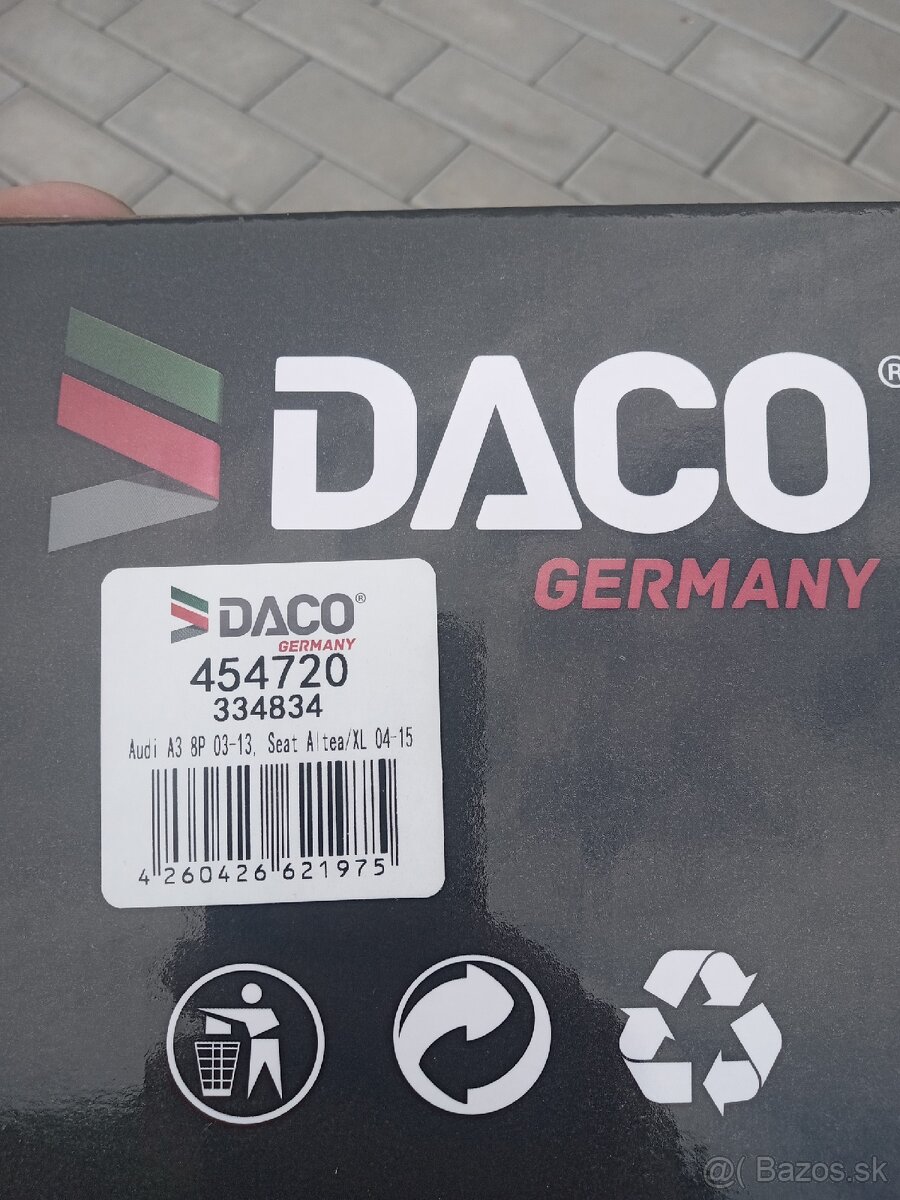 DACO®
GERMANY
DACO®
GERMANY
454720
334834
Audi A3 8P 03-13, Seat Altea/XL 04-15
4 260426 621975
@( Bazos.sk